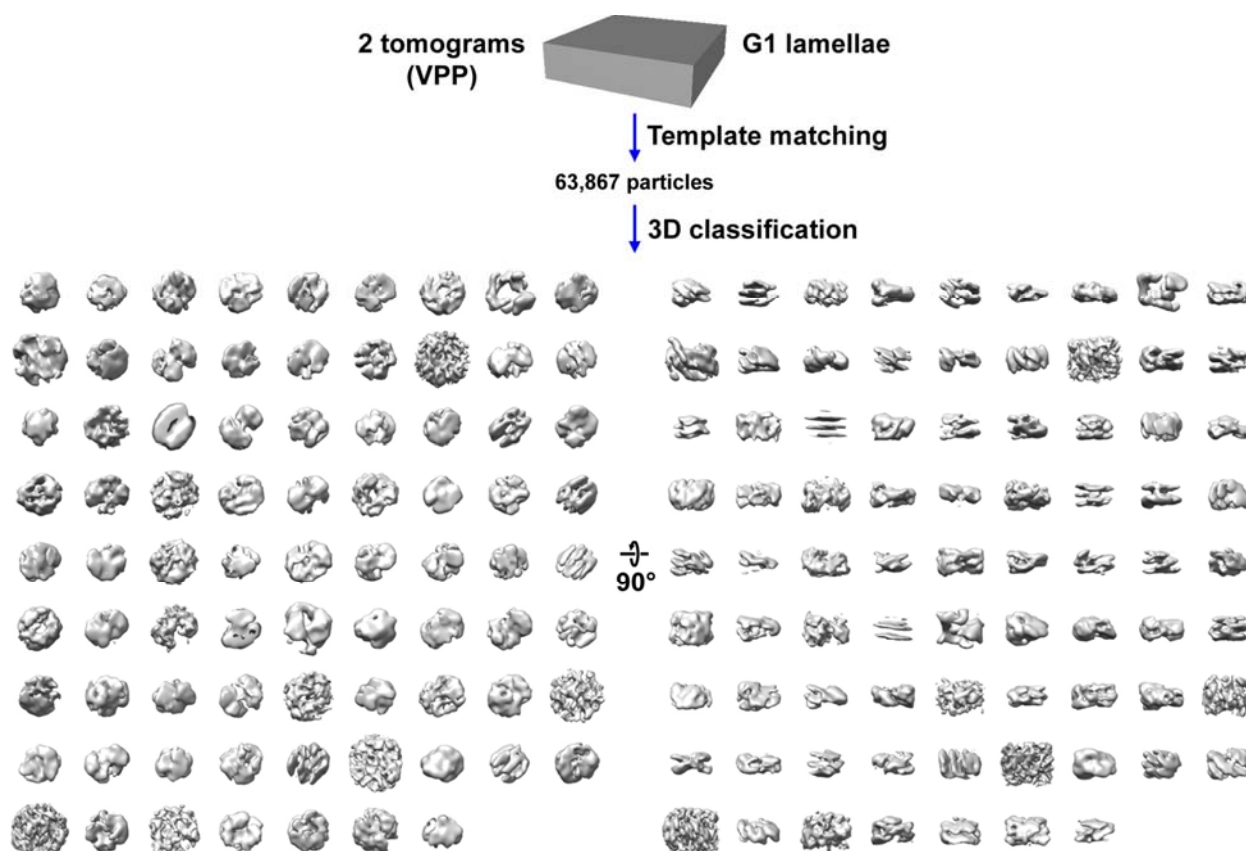 2 tomograms
(VPP)
G1 lamellae
Template matching
63,867 particles
3D classification
90°